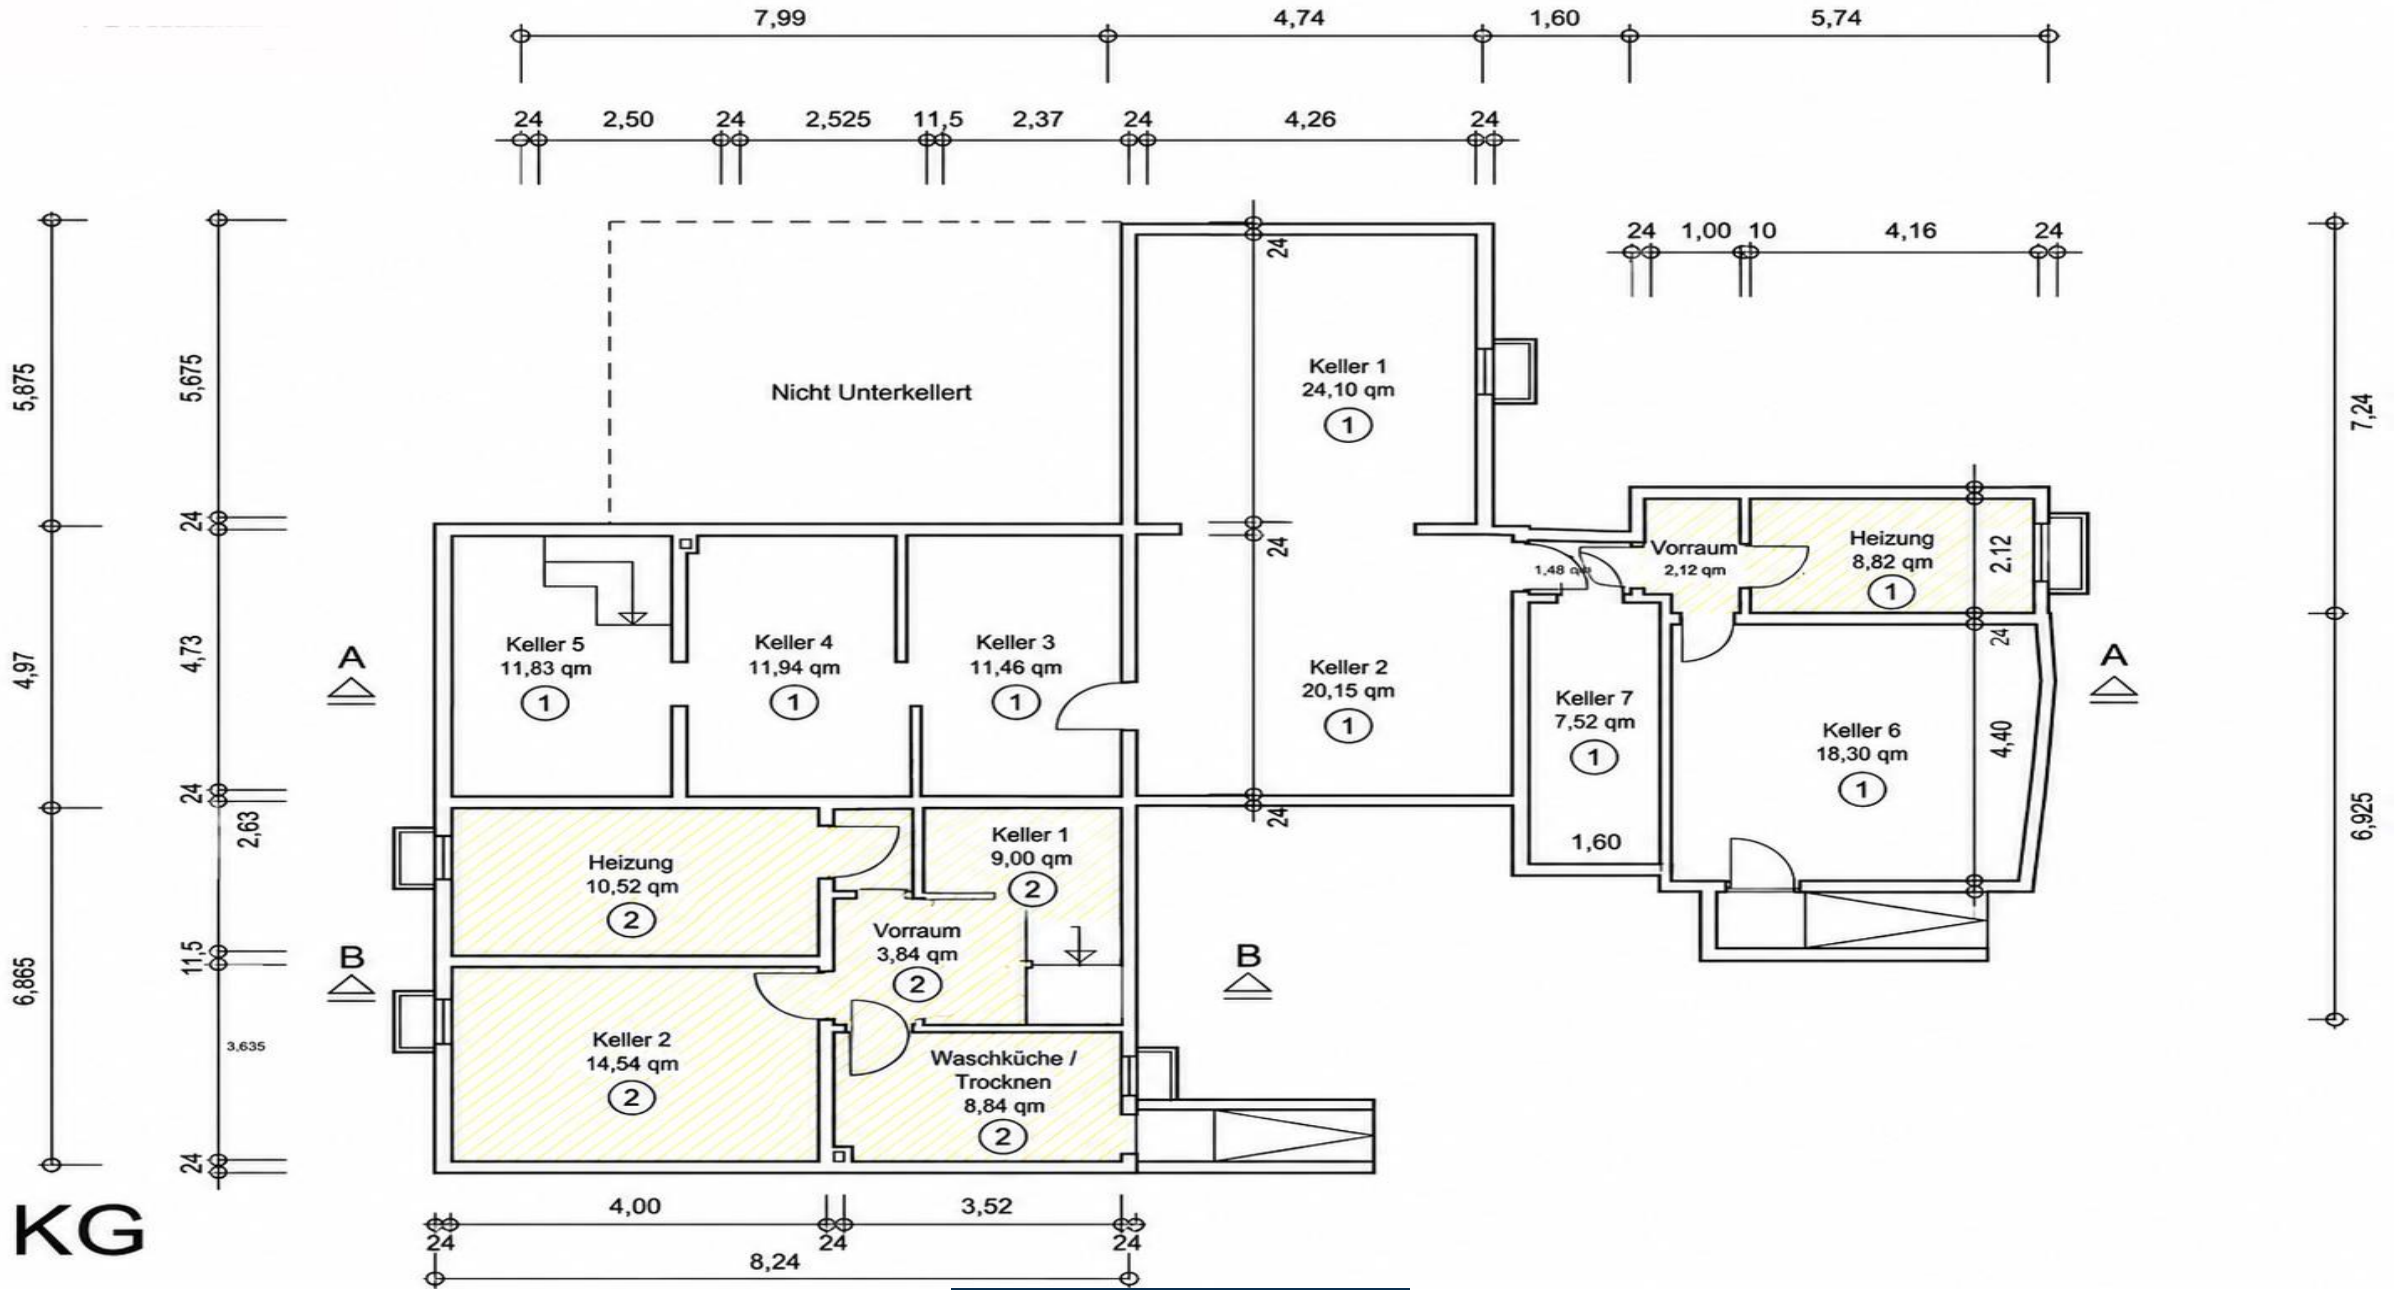 7,99 4,74 1,60 5,74
24 2,50 24 2,525 11,5 2,37 24 4,26 24
24 1,00 10 4,16 24
5,875
4,97
6,865
5,675
24
4,73
24
2,63
11,5
3,635
24
24
24
24
7,24
6,925
Nicht Unterkellert
Keller 1
24,10 qm
1
Keller 2
20,15 qm
1
Keller 3
11,46 qm
1
Keller 4
11,94 qm
1
Keller 5
11,83 qm
1
1,48 qm
Vorraum
2,12 qm
Heizung
8,82 qm
1
2.12
24
4,40
Keller 7
7,52 qm
1
1,60
Keller 6
18,30 qm
1
A
A
B
B
Heizung
10,52 qm
2
Keller 1
9,00 qm
2
Vorraum
3,84 qm
2
Keller 2
14,54 qm
2
Waschküche /
Trocknen
8,84 qm
2
4,00 3,52
24 24 24
8,24
KG